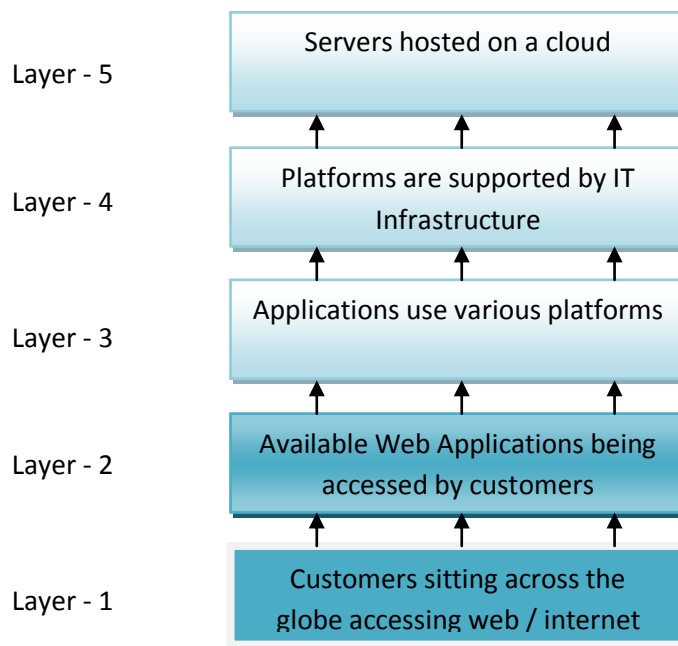 Servers hosted on a cloud
Layer - 5
Platforms are supported by IT
Layer - 4
Infrastructure
Applications use various platforms
Layer - 3
Available Web Applications being
Layer - 2
accessed by customers
Customers sitting across the
Layer - 1
globe accessing web / internet